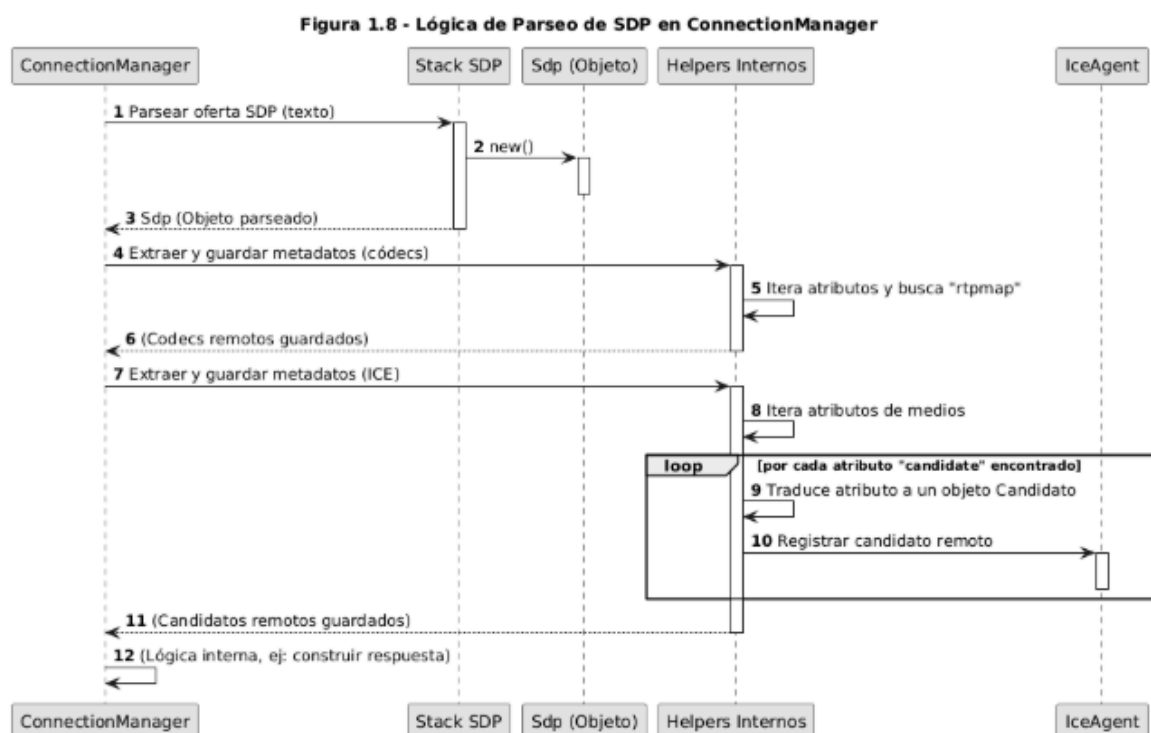 Figura 1.8 - Lógica de Parseo de SDP en ConnectionManager
ConnectionManager
Stack SDP
Sdp (Objeto)
Helpers Internos
IceAgent
1 Parsear oferta SDP (texto)
2 new()
3 Sdp (Objeto parseado)
4 Extraer y guardar metadatos (códecs)
5 Itera atributos y busca "rtpmap"
6 (Codecs remotos guardados)
7 Extraer y guardar metadatos (ICE)
8 Itera atributos de medios
loop
[por cada atributo "candidate" encontrado]
9 Traduce atributo a un objeto Candidato
10 Registrar candidato remoto
11 (Candidatos remotos guardados)
12 (Lógica interna, ej: construir respuesta)
ConnectionManager
Stack SDP
Sdp (Objeto)
Helpers Internos
IceAgent